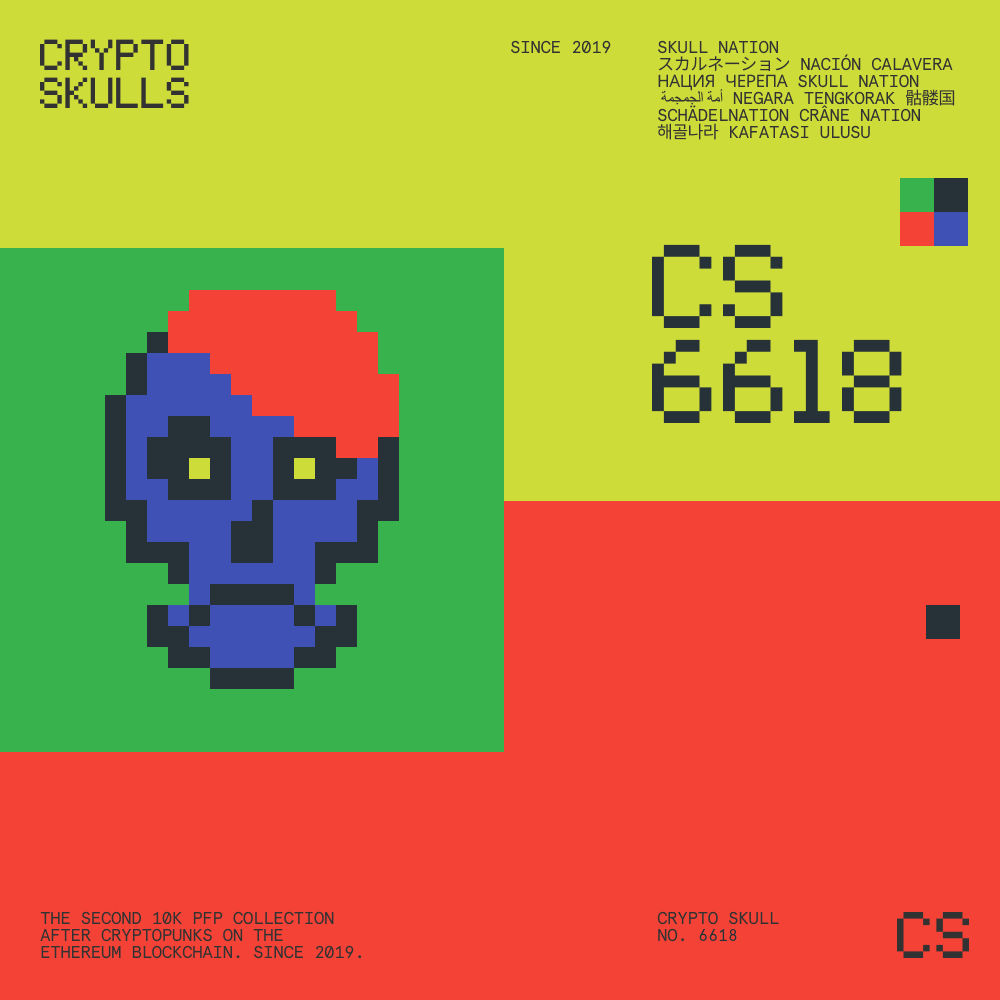 CRYPTO
SKULLS
SINCE 2019
SKULL NATION
スカルネーション NACIÓN CALAVERA
НАЦИЯ ЧЕРЕПА SKULL NATION
أمة الجمجمة NEGARA TENGKORAK 骷髅国
SCHÄDELNATION CRÂNE NATION
해골나라 KAFATASI ULUSU
CS
6618
THE SECOND 10K PFP COLLECTION
AFTER CRYPTOPUNKS ON THE
ETHEREUM BLOCKCHAIN. SINCE 2019.
CRYPTO SKULL
NO. 6618
CS